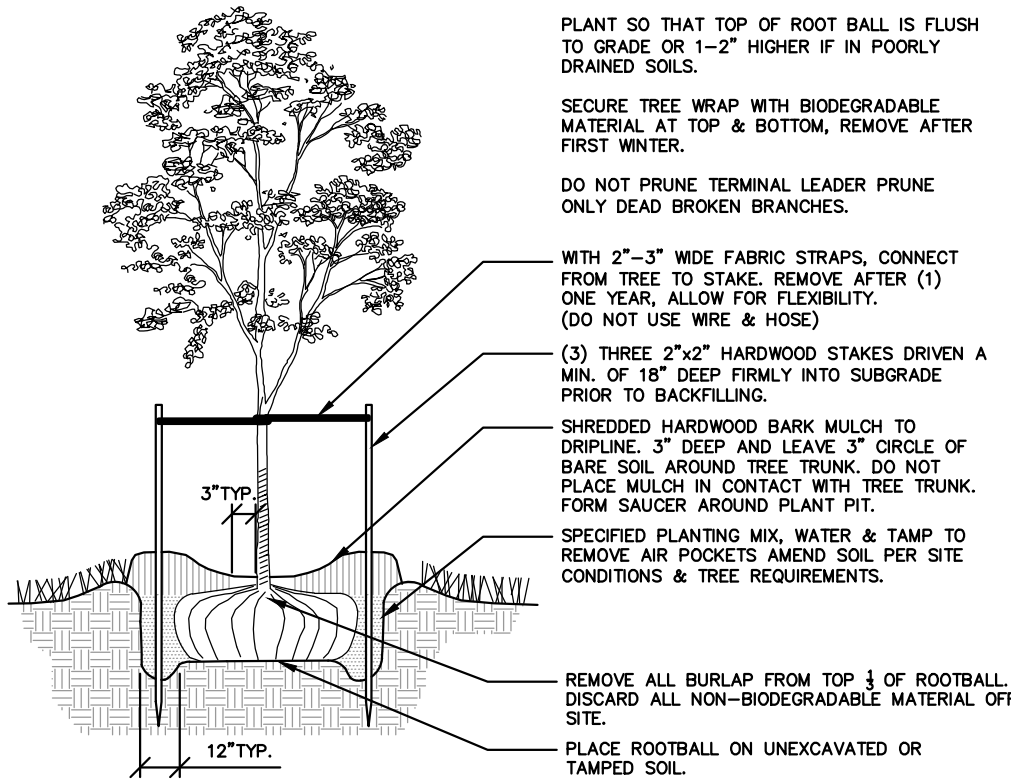 PLANT SO THAT TOP OF ROOT BALL IS FLUSH
TO GRADE OR 1-2" HIGHER IF IN POORLY
DRAINED SOILS.
SECURE TREE WRAP WITH BIODEGRADABLE
MATERIAL AT TOP & BOTTOM, REMOVE AFTER
FIRST WINTER.
DO NOT PRUNE TERMINAL LEADER PRUNE
ONLY DEAD BROKEN BRANCHES.
WITH 2"-3" WIDE FABRIC STRAPS, CONNECT
FROM TREE TO STAKE. REMOVE AFTER (1)
ONE YEAR, ALLOW FOR FLEXIBILITY.
(DO NOT USE WIRE & HOSE)
(3) THREE 2"x2" HARDWOOD STAKES DRIVEN A
MIN. OF 18" DEEP FIRMLY INTO SUBGRADE
PRIOR TO BACKFILLING.
SHREDDED HARDWOOD BARK MULCH TO
DRIPLINE. 3" DEEP AND LEAVE 3" CIRCLE OF
BARE SOIL AROUND TREE TRUNK. DO NOT
PLACE MULCH IN CONTACT WITH TREE TRUNK.
FORM SAUCER AROUND PLANT PIT.
3"TYP.
SPECIFIED PLANTING MIX, WATER & TAMP TO
REMOVE AIR POCKETS AMEND SOIL PER SITE
CONDITIONS & TREE REQUIREMENTS.
REMOVE ALL BURLAP FROM TOP 1/3 OF ROOTBALL.
DISCARD ALL NON-BIODEGRADABLE MATERIAL OFF
SITE.
PLACE ROOTBALL ON UNEXCAVATED OR
TAMPED SOIL.
12"TYP.